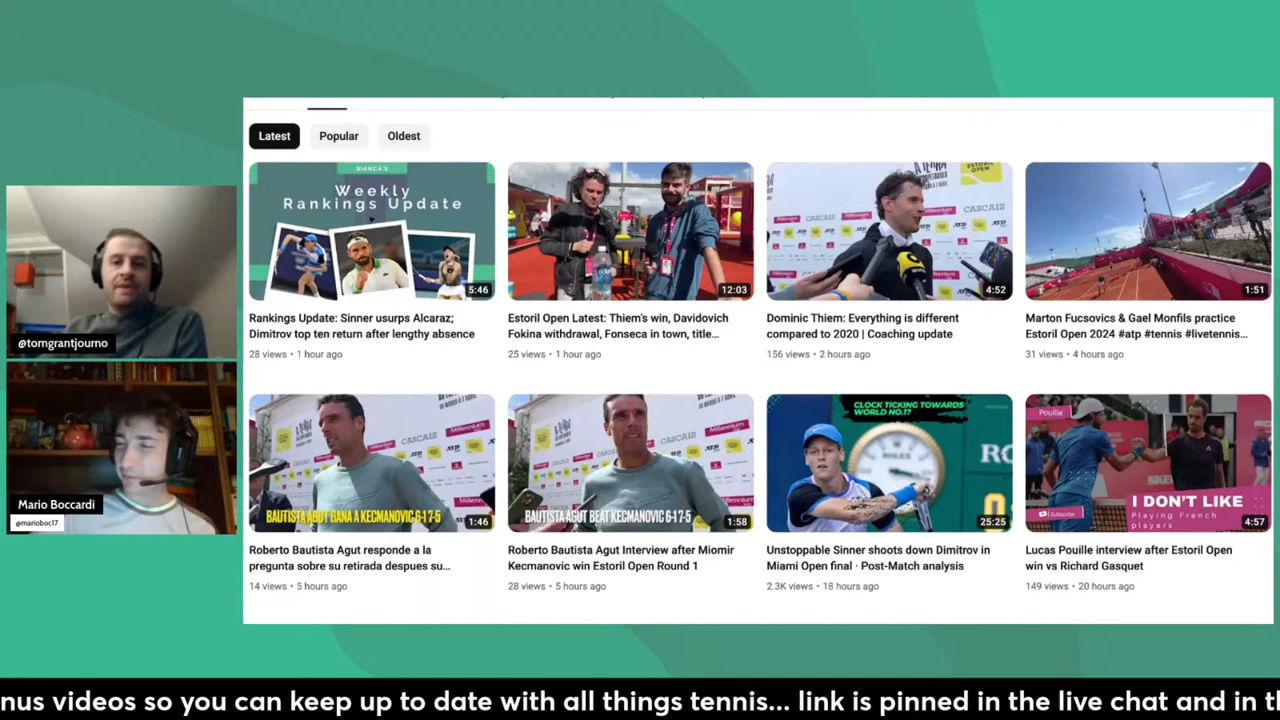 Latest
Popular
Oldest
BIANCA'S
Weekly
Rankings Update
5:46
12:03
CASCAIS
ESTORIL OPEN
4:52
1:51
Rankings Update: Sinner usurps Alcaraz;
Dimitrov top ten return after lengthy absence
28 views • 1 hour ago
Estoril Open Latest: Thiem's win, Davidovich
Fokina withdrawal, Fonseca in town, title...
25 views • 1 hour ago
Dominic Thiem: Everything is different
compared to 2020 | Coaching update
156 views • 2 hours ago
Marton Fucsovics & Gael Monfils practice
Estoril Open 2024 #atp #tennis #livetennis...
31 views • 4 hours ago
@tomgrantjourno
Mario Boccardi
@marioboc17
BAUTISTA AGUT GANA A KECMANOVIC 6-1 7-5
1:46
BAUTISTA AGUT BEAT KECMANOVIC 6-1 7-5
1:58
CLOCK TICKING TOWARDS
WORLD NO.1?
ROLEX
25:25
Pouille
Subscribe
I DON'T LIKE
Playing French
players
4:57
Roberto Bautista Agut responde a la
pregunta sobre su retirada despues su...
14 views • 5 hours ago
Roberto Bautista Agut Interview after Miomir
Kecmanovic win Estoril Open Round 1
28 views • 5 hours ago
Unstoppable Sinner shoots down Dimitrov in
Miami Open final · Post-Match analysis
2.3K views • 18 hours ago
Lucas Pouille interview after Estoril Open
win vs Richard Gasquet
149 views • 20 hours ago
nus videos so you can keep up to date with all things tennis... link is pinned in the live chat and in t